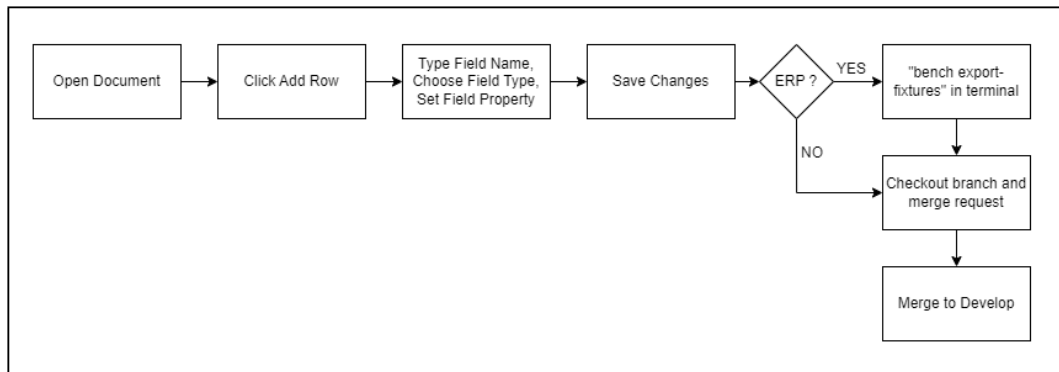 Open Document
Click Add Row
Type Field Name,
Choose Field Type,
Set Field Property
Save Changes
ERP ?
YES
"bench export-
fixtures" in terminal
NO
Checkout branch and
merge request
Merge to Develop